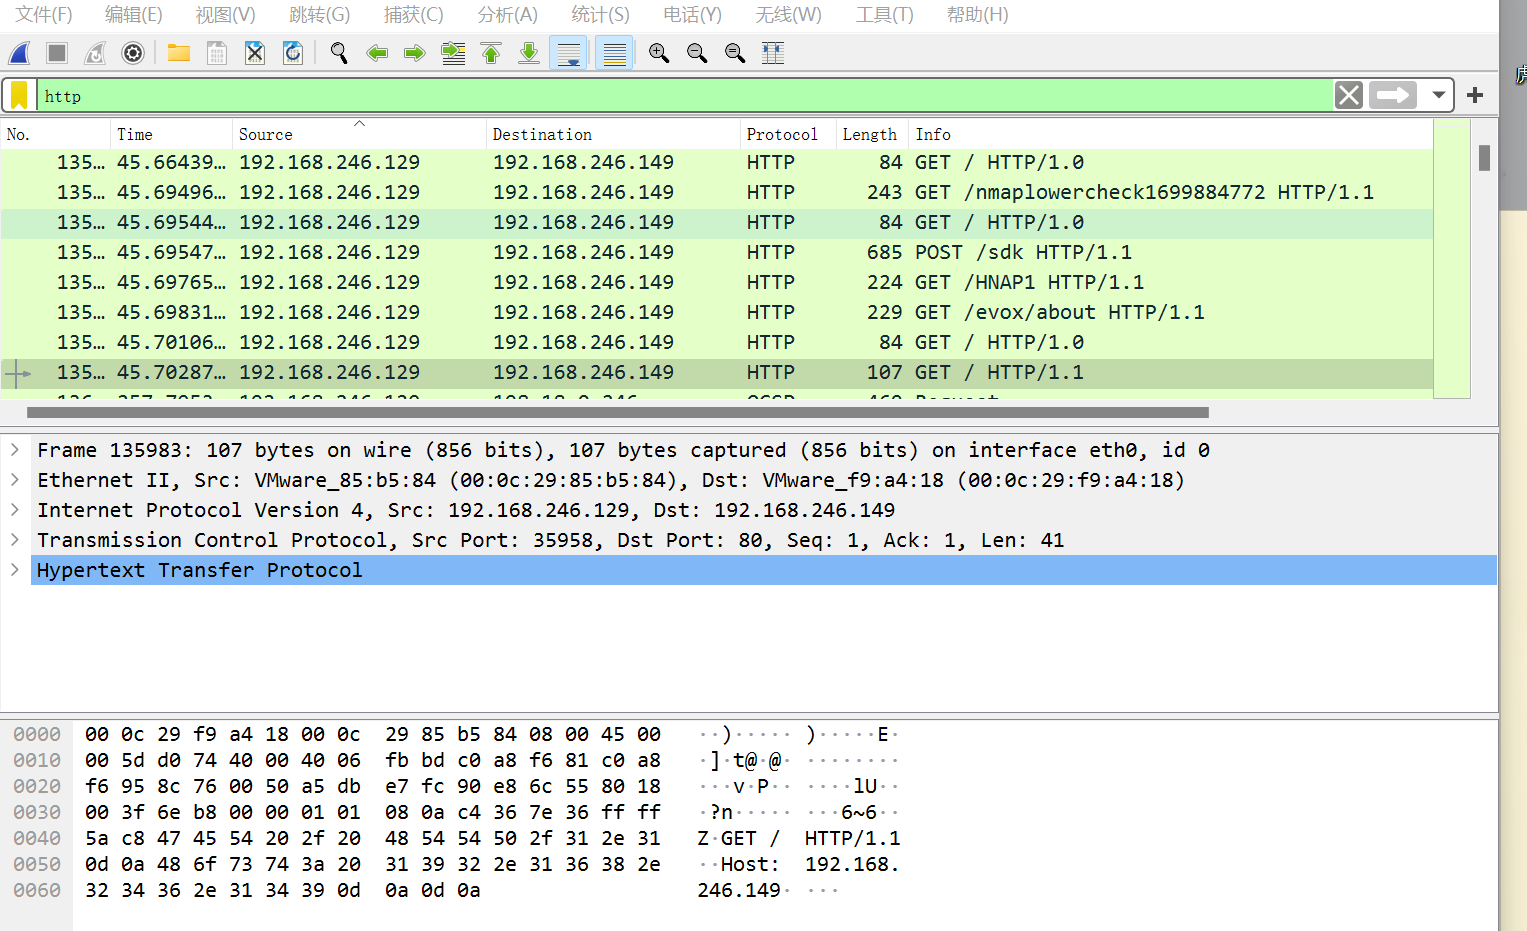 文件(F) 编辑(E) 视图(V) 跳转(G) 捕获(C) 分析(A) 统计(S) 电话(Y) 无线(W) 工具(T) 帮助(H)
http
No. Time Source Destination Protocol Length Info
135… 45.66439… 192.168.246.129 192.168.246.149 HTTP 84 GET / HTTP/1.0
135… 45.69496… 192.168.246.129 192.168.246.149 HTTP 243 GET /nmaplowercheck1699884772 HTTP/1.1
135… 45.69544… 192.168.246.129 192.168.246.149 HTTP 84 GET / HTTP/1.0
135… 45.69547… 192.168.246.129 192.168.246.149 HTTP 685 POST /sdk HTTP/1.1
135… 45.69765… 192.168.246.129 192.168.246.149 HTTP 224 GET /HNAP1 HTTP/1.1
135… 45.69831… 192.168.246.129 192.168.246.149 HTTP 229 GET /evox/about HTTP/1.1
135… 45.70106… 192.168.246.129 192.168.246.149 HTTP 84 GET / HTTP/1.0
135… 45.70287… 192.168.246.129 192.168.246.149 HTTP 107 GET / HTTP/1.1
Frame 135983: 107 bytes on wire (856 bits), 107 bytes captured (856 bits) on interface eth0, id 0
Ethernet II, Src: VMware_85:b5:84 (00:0c:29:85:b5:84), Dst: VMware_f9:a4:18 (00:0c:29:f9:a4:18)
Internet Protocol Version 4, Src: 192.168.246.129, Dst: 192.168.246.149
Transmission Control Protocol, Src Port: 35958, Dst Port: 80, Seq: 1, Ack: 1, Len: 41
Hypertext Transfer Protocol
0000 00 0c 29 f9 a4 18 00 0c 29 85 b5 84 08 00 45 00 ··)····· )·····E·
0010 00 5d d0 74 40 00 40 06 fb bd c0 a8 f6 81 c0 a8 ·]·t@·@· ········
0020 f6 95 8c 76 00 50 a5 db e7 fc 90 e8 6c 55 80 18 ···v·P·· ····lU··
0030 00 3f 6e b8 00 00 01 01 08 0a c4 36 7e 36 ff ff ·?n····· ···6~6··
0040 5a c8 47 45 54 20 2f 20 48 54 54 50 2f 31 2e 31 Z·GET / HTTP/1.1
0050 0d 0a 48 6f 73 74 3a 20 31 39 32 2e 31 36 38 2e ··Host: 192.168.
0060 32 34 36 2e 31 34 39 0d 0a 0d 0a 246.149· ···